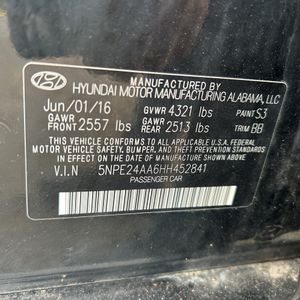 MANUFACTURED BY
HYUNDAI MOTOR MANUFACTURING ALABAMA, LLC
Jun/01/16 GVWR 4321 lbs PAINT S3
GAWR FRONT 2557 lbs GAWR REAR 2513 lbs TRIM BB
THIS VEHICLE CONFORMS TO ALL APPLICABLE U.S.A. FEDERAL
MOTOR VEHICLE SAFETY, BUMPER, AND THEFT PREVENTION STANDARDS
IN EFFECT ON THE DATE OF MANUFACTURE SHOWN ABOVE.
V.I.N 5NPE24AA6HH452841
PASSENGER CAR